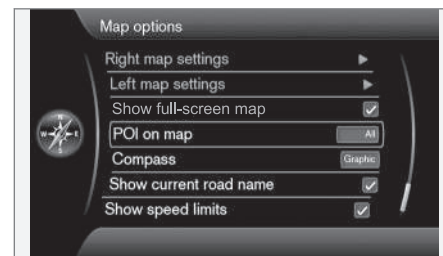 Map options
Right map settings
Left map settings
Show full-screen map
POI on map All
Compass Graphic
Show current road name
Show speed limits
N
W E
S